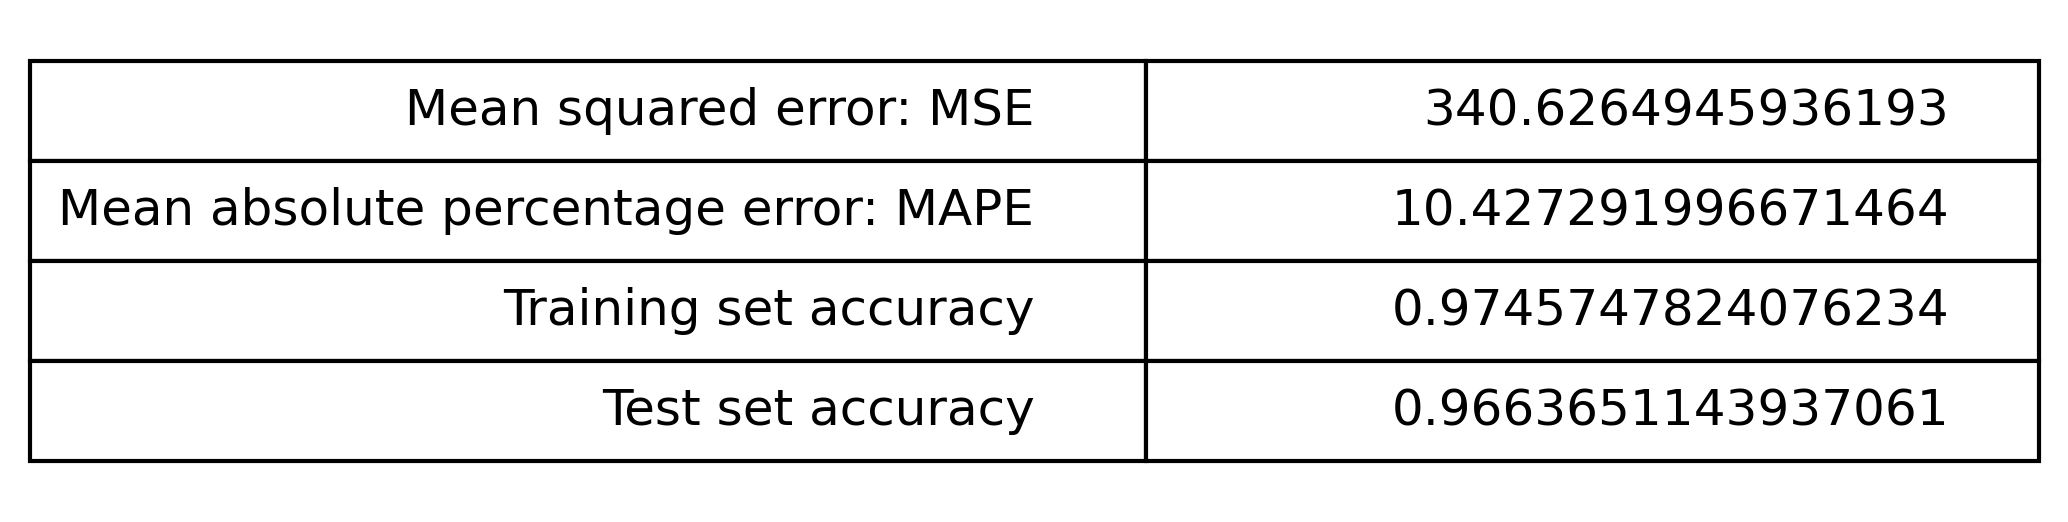 Mean squared error: MSE 340.6264945936193
Mean absolute percentage error: MAPE 10.427291996671464
Training set accuracy 0.9745747824076234
Test set accuracy 0.9663651143937061